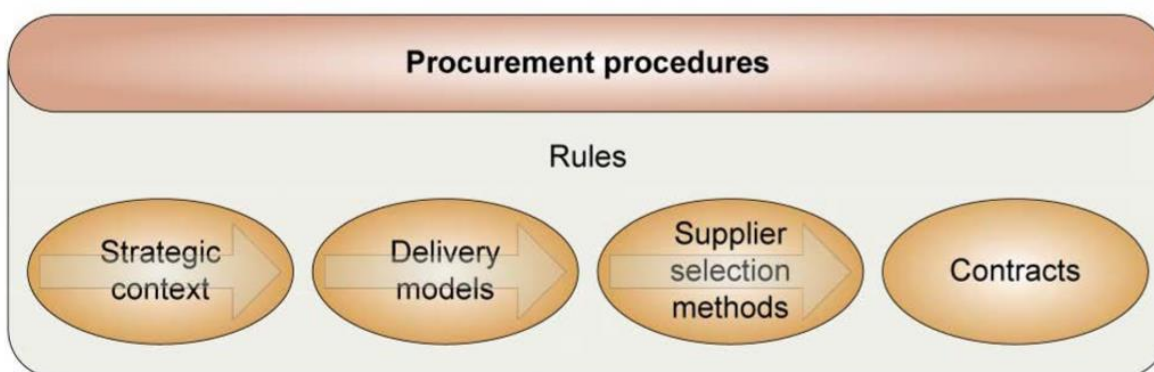 Procurement procedures
Rules
Strategic
context
Delivery
models
Supplier
selection
methods
Contracts